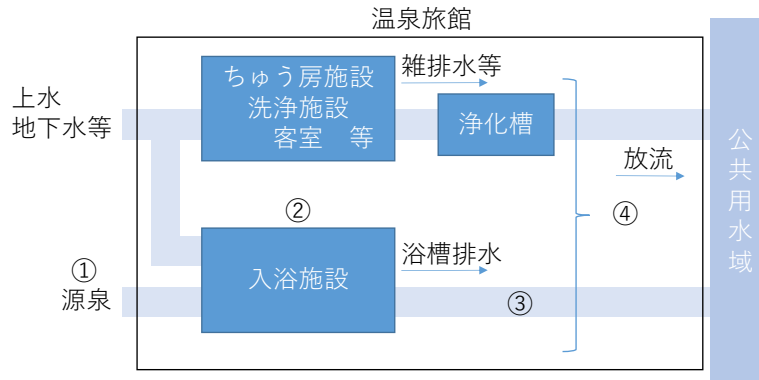 温泉旅館
上水
地下水等
ちゅう房施設
洗浄施設
客室　等
雑排水等
浄化槽
放流
公共用水域
②
④
①
源泉
入浴施設
浴槽排水
③